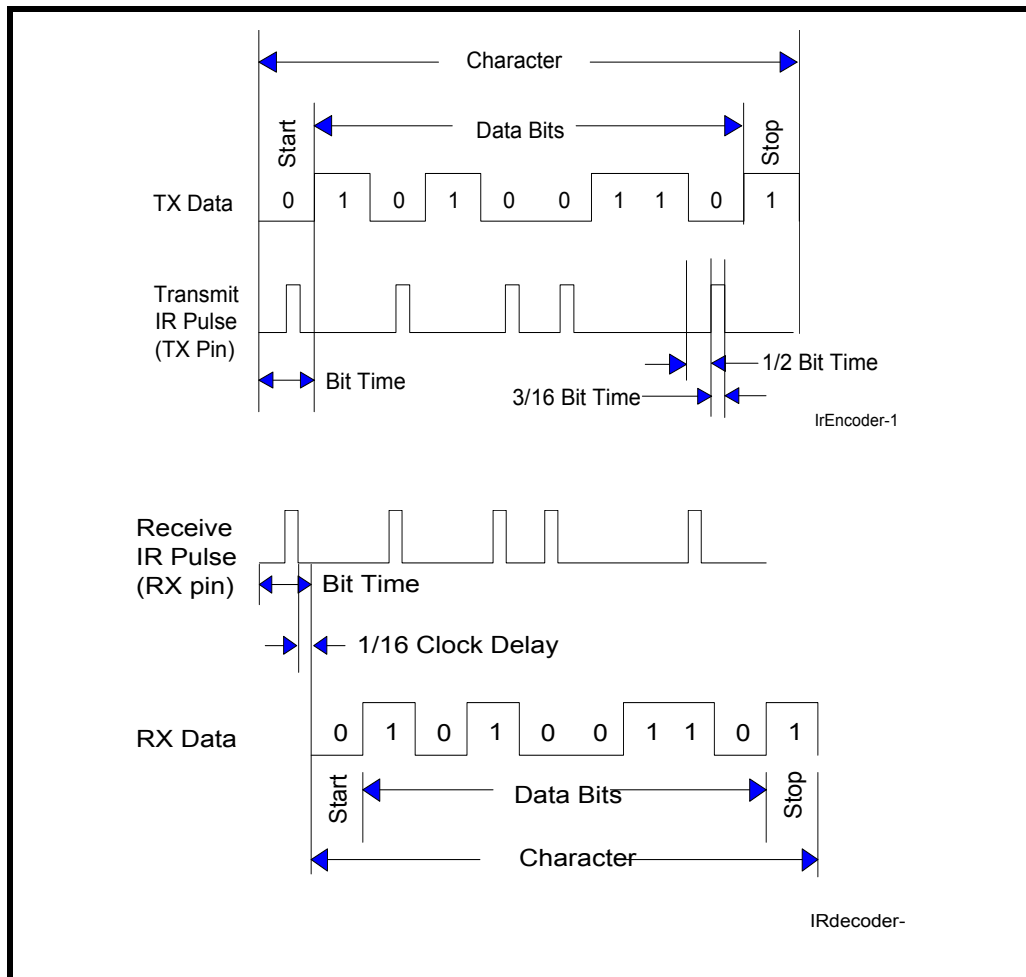 Character
Start
Data Bits
Stop
TX Data 0 1 0 1 0 0 1 1 0 1
Transmit
IR Pulse
(TX Pin)
Bit Time
1/2 Bit Time
3/16 Bit Time
IrEncoder-1
Receive
IR Pulse
(RX pin)
Bit Time
1/16 Clock Delay
RX Data 0 1 0 1 0 0 1 1 0 1
Start
Data Bits
Stop
Character
IRdecoder-